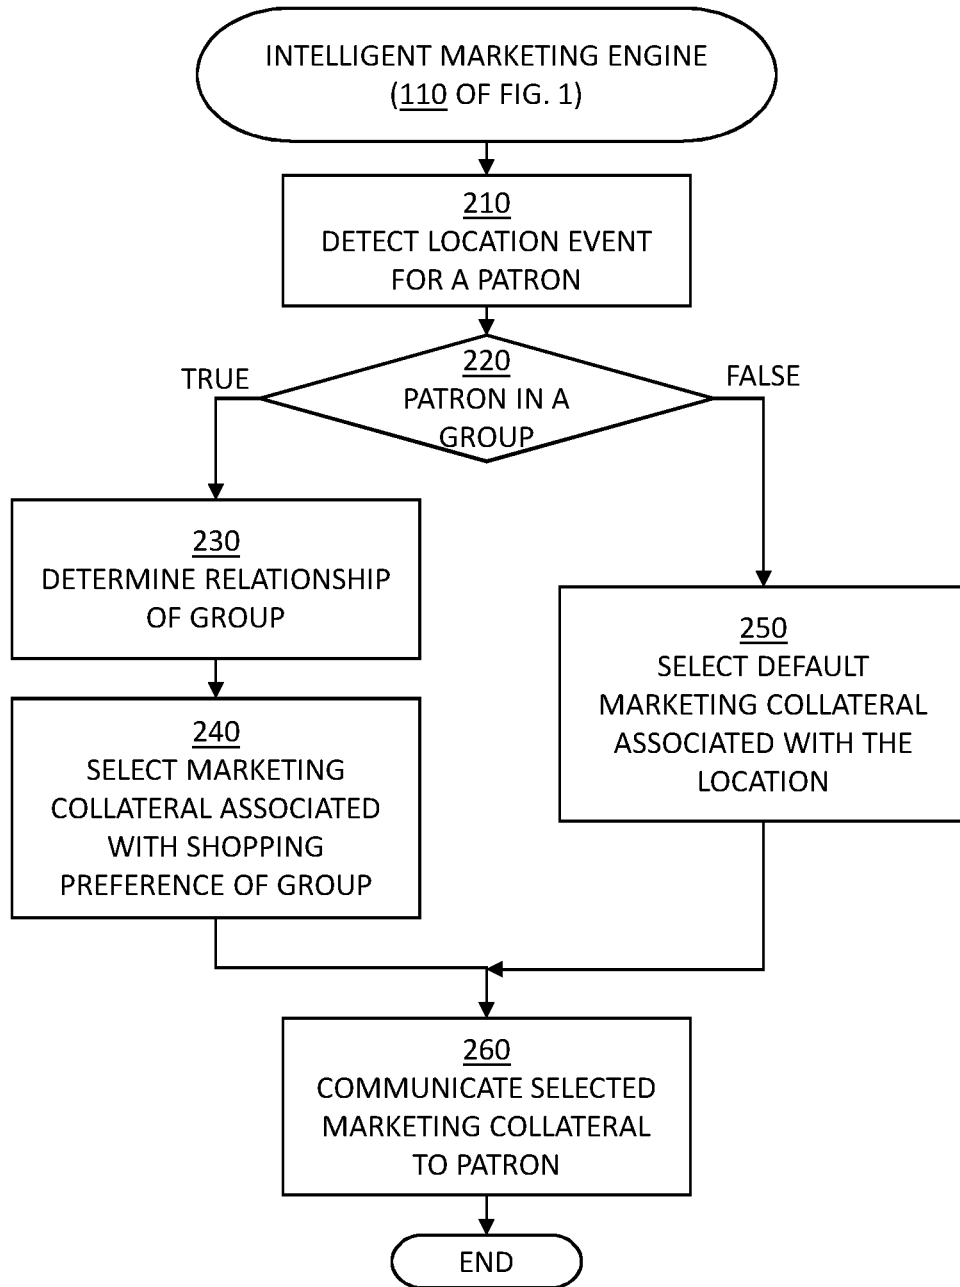 INTELLIGENT MARKETING ENGINE
(110 OF FIG. 1)
210
DETECT LOCATION EVENT
FOR A PATRON
220
PATRON IN A
GROUP
TRUE
FALSE
230
DETERMINE RELATIONSHIP
OF GROUP
240
SELECT MARKETING
COLLATERAL ASSOCIATED
WITH SHOPPING
PREFERENCE OF GROUP
250
SELECT DEFAULT
MARKETING COLLATERAL
ASSOCIATED WITH THE
LOCATION
260
COMMUNICATE SELECTED
MARKETING COLLATERAL
TO PATRON
END